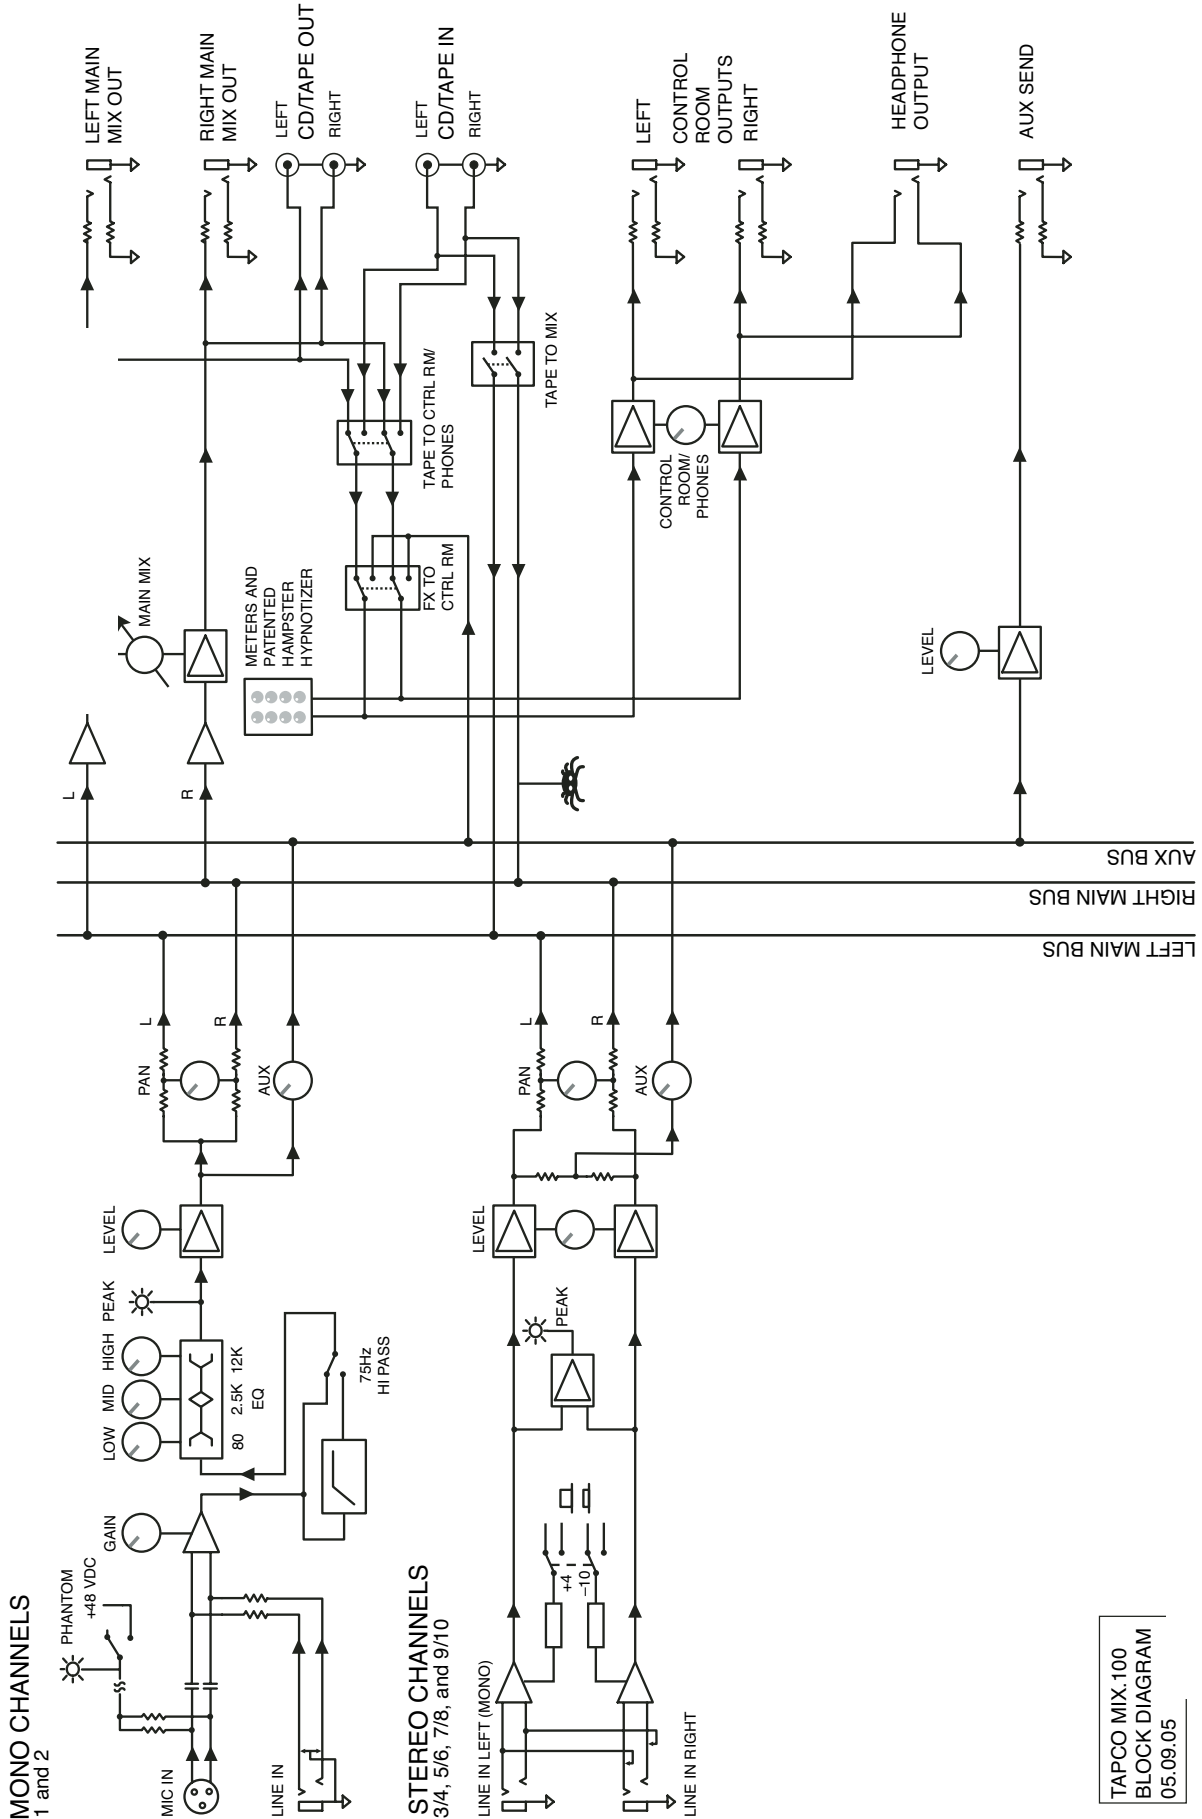 MONO CHANNELS
1 and 2
PHANTOM
+48 VDC
MIC IN
LINE IN
GAIN
LOW
MID
HIGH
80
2.5K
12K
EQ
75Hz
HI PASS
PEAK
LEVEL
PAN
L
R
AUX
STEREO CHANNELS
3/4, 5/6, 7/8, and 9/10
LINE IN LEFT (MONO)
LINE IN RIGHT
+4
–10
PEAK
LEVEL
PAN
L
R
AUX
LEFT MAIN BUS
RIGHT MAIN BUS
AUX BUS
L
R
MAIN MIX
METERS AND
PATENTED
HAMPSTER
HYPNOTIZER
FX TO
CTRL RM
TAPE TO CTRL RM/
PHONES
TAPE TO MIX
CONTROL
ROOM/
PHONES
LEVEL
LEFT MAIN
MIX OUT
RIGHT MAIN
MIX OUT
LEFT
CD/TAPE OUT
RIGHT
LEFT
CD/TAPE IN
RIGHT
LEFT
CONTROL
ROOM
OUTPUTS
RIGHT
HEADPHONE
OUTPUT
AUX SEND
TAPCO MIX.100
BLOCK DIAGRAM
05.09.05